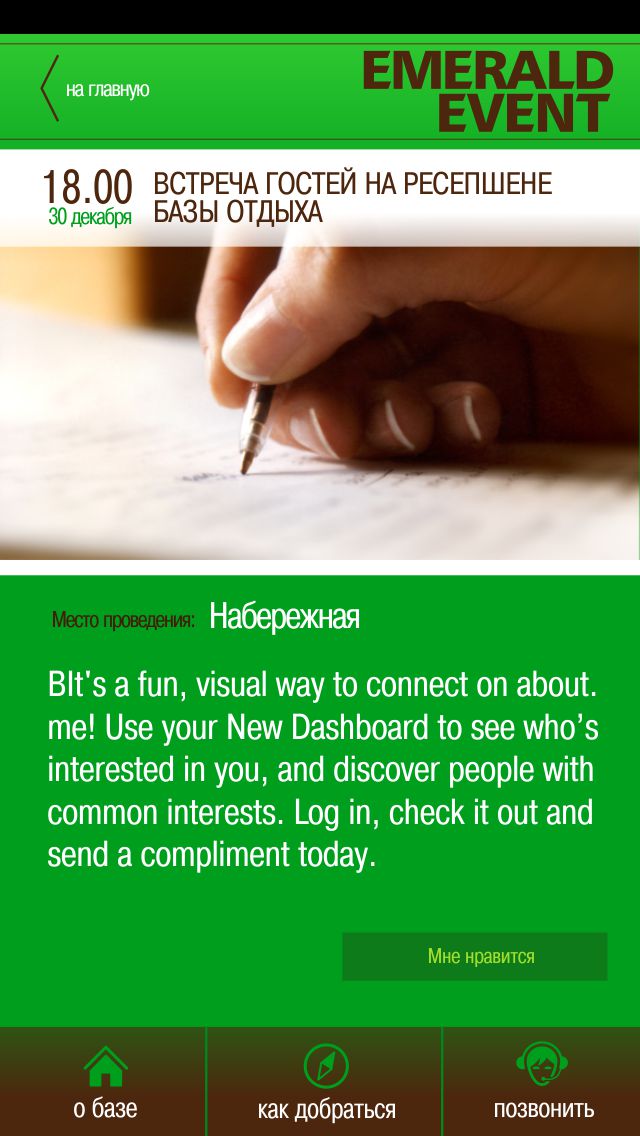 на главную
EMERALD
EVENT
18.00
30 декабря
ВСТРЕЧА ГОСТЕЙ НА РЕСЕПШЕНЕ
БАЗЫ ОТДЫХА
Место проведения: Набережная
BIt's a fun, visual way to connect on about.
me! Use your New Dashboard to see who’s
interested in you, and discover people with
common interests. Log in, check it out and
send a compliment today.
Мне нравится
о базе
как добраться
позвонить